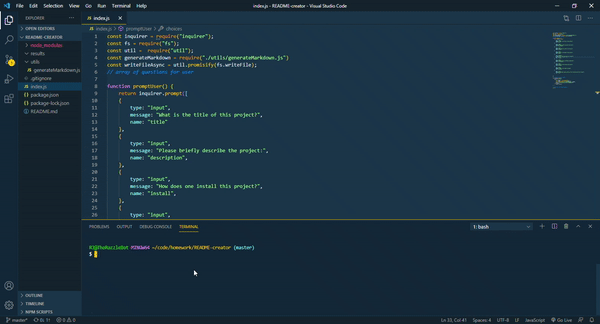 File Edit Selection View Go Run Terminal Help
index.js - README-creator - Visual Studio Code
EXPLORER
OPEN EDITORS
README-CREATOR
node_modules
results
utils
generateMarkdown.js
.gitignore
index.js
package.json
package-lock.json
README.md
OUTLINE
TIMELINE
NPM SCRIPTS
index.js
index.js > promptUser > choices
1 const inquirer = require("inquirer");
2 const fs = require("fs");
3 const util = require("util");
4 const generateMarkdown = require("./utils/generateMarkdown.js")
5 const writeFileAsync = util.promisify(fs.writeFile);
6 // array of questions for user
7
8 function promptUser() {
9 return inquirer.prompt([
10 {
11 type: "input",
12 message: "What is the title of this project?",
13 name: "title"
14 },
15 {
16 type: "input",
17 message: "Please briefly describe the project:",
18 name: "description",
19 },
20 {
21 type: "input",
22 message: "How does one install this project?",
23 name: "install",
24 },
25 {
26 type: "input",
PROBLEMS OUTPUT DEBUG CONSOLE TERMINAL
1: bash
MINGW64 ~/code/homework/README-creator (master)
$
master Ln 33, Col 41 Spaces: 4 UTF-8 LF JavaScript Go Live